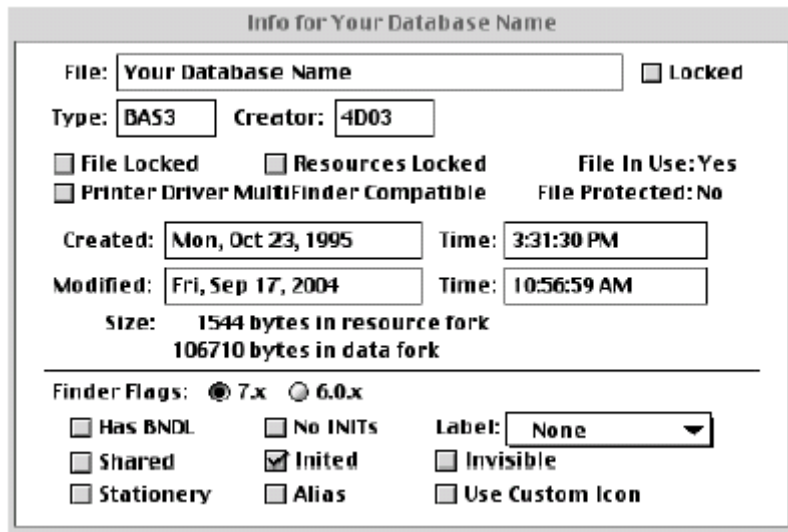 Info for Your Database Name
File: Your Database Name Locked
Type: BAS3 Creator: 4D03
File Locked Resources Locked File In Use: Yes
Printer Driver MultiFinder Compatible File Protected: No
Created: Mon, Oct 23, 1995 Time: 3:31:30 PM
Modified: Fri, Sep 17, 2004 Time: 10:56:59 AM
Size: 1544 bytes in resource fork
106710 bytes in data fork
Finder Flags: 7.x 6.0.x
Has BNDL No INITs Label: None
Shared Inited Invisible
Stationery Alias Use Custom Icon